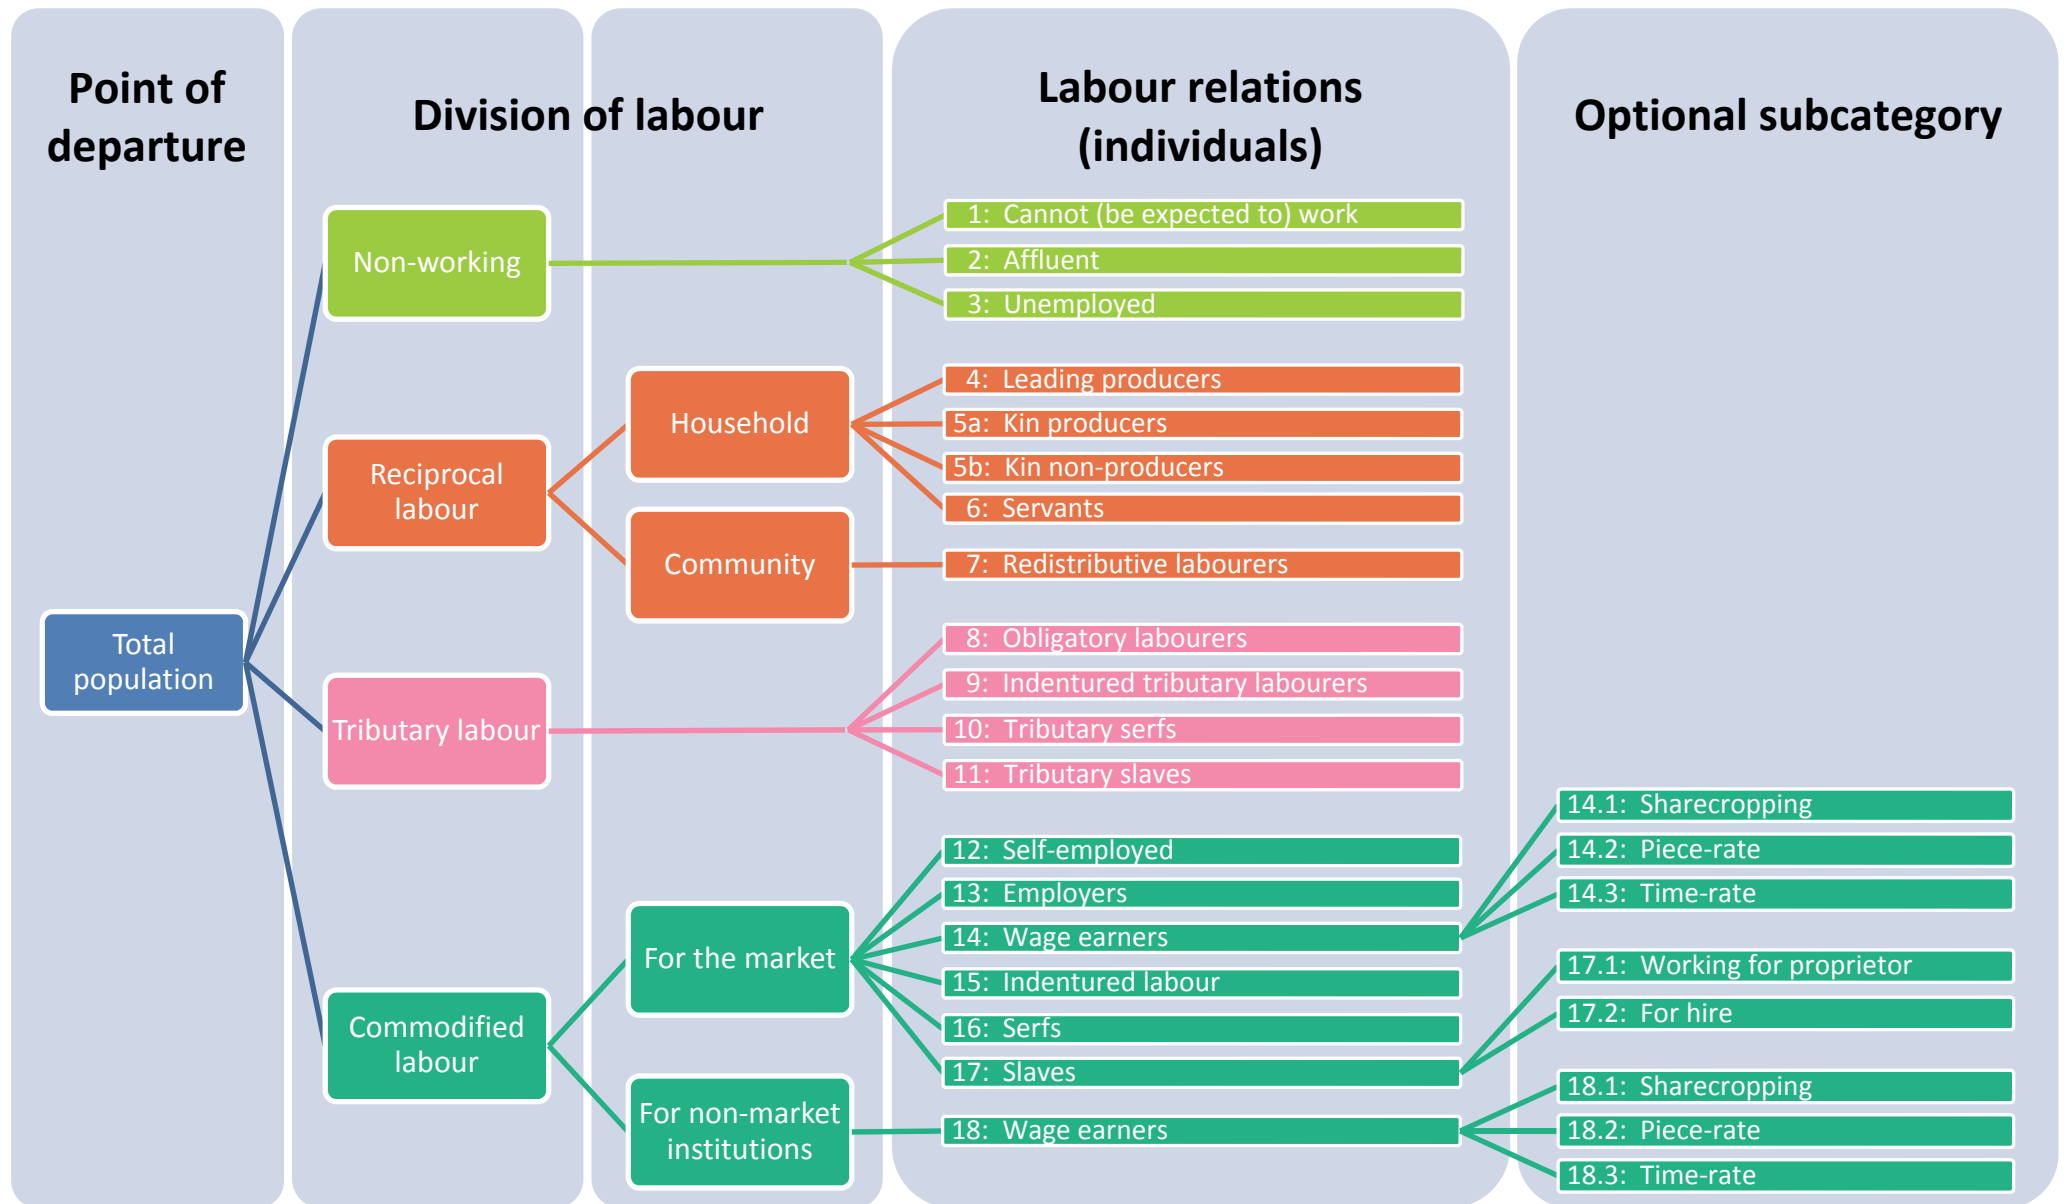 Point of
departure
Division of labour
Labour relations
(individuals)
Optional subcategory
Total
population
Non-working
Reciprocal
labour
Tributary labour
Commodified
labour
Household
Community
For the market
For non-market
institutions
1: Cannot (be expected to) work
2: Affluent
3: Unemployed
4: Leading producers
5a: Kin producers
5b: Kin non-producers
6: Servants
7: Redistributive labourers
8: Obligatory labourers
9: Indentured tributary labourers
10: Tributary serfs
11: Tributary slaves
12: Self-employed
13: Employers
14: Wage earners
15: Indentured labour
16: Serfs
17: Slaves
18: Wage earners
14.1: Sharecropping
14.2: Piece-rate
14.3: Time-rate
17.1: Working for proprietor
17.2: For hire
18.1: Sharecropping
18.2: Piece-rate
18.3: Time-rate